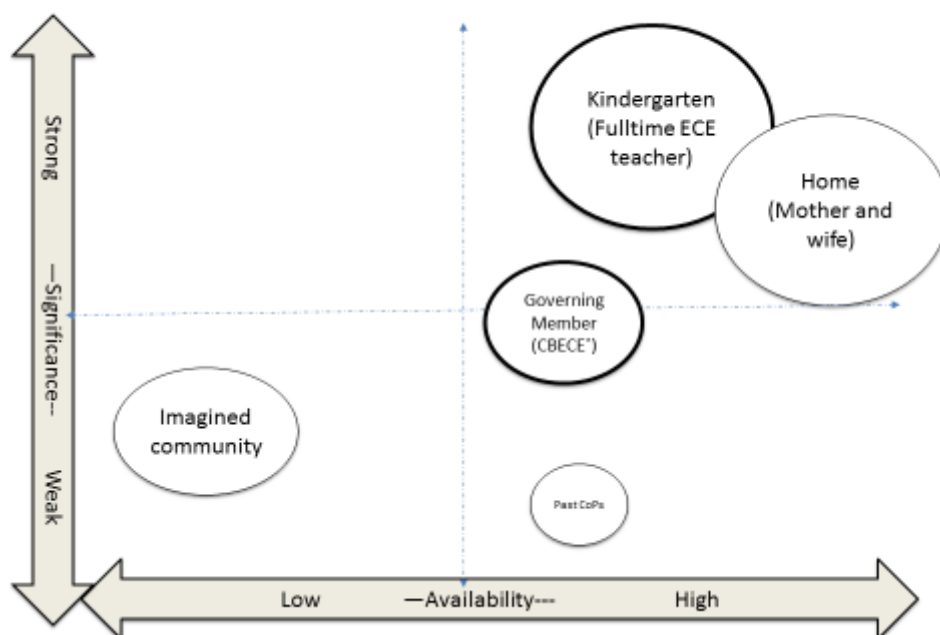 Strong
—Significance---
Weak
Kindergarten
(Fulltime ECE
teacher)
Home
(Mother and
wife)
Governing
Member
(CBECE*)
Imagined
community
Past CoPs
Low —Availability--- High